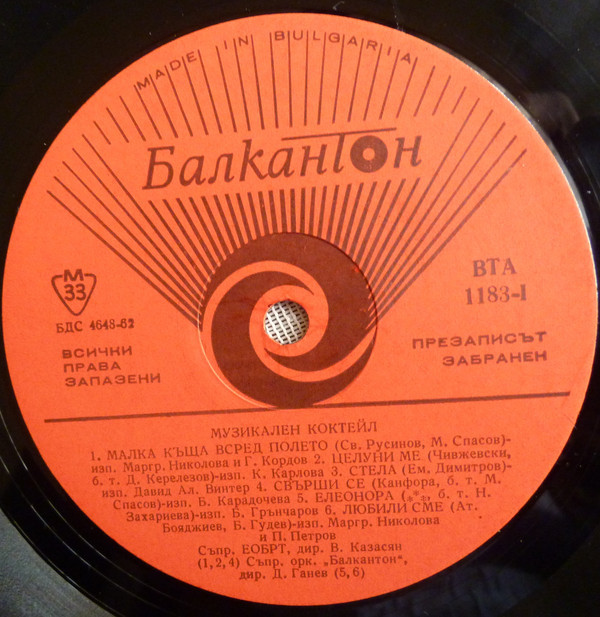 MADE IN BULGARIA
Балкантон
М
33
БДС 4648-62
ВСИЧКИ
ПРАВА
ЗАПАЗЕНИ
ВТА
1183-I
ПРЕЗАПИСЪТ
ЗАБРАНЕН
МУЗИКАЛЕН КОКТЕЙЛ
1. МАЛКА КЪЩА ВСРЕД ПОЛЕТО (Св. Русинов, М. Спасов)-
изп. Маргр. Николова и Г. Кордов 2. ЦЕЛУНИ МЕ (Чивжевски,
б. т. Д. Керелезов)-изп. К. Карлова 3. СТЕЛА (Ем. Димитров)-
изп. Давид Ал. Винтер 4. СВЪРШИ СЕ (Канфора, б. т. М.
Спасов)-изп. Б. Карадочева 5. ЕЛЕОНОРА (***, б. т. Н.
Захариева)-изп. Б. Грънчаров 6. ЛЮБИЛИ СМЕ (Ат.
Бояджиев, Б. Гудев)-изп. Маргр. Николова
и П. Петров
Съпр. ЕОБРТ, дир. В. Казасян
(1,2,4) Съпр. орк. „Балкантон",
дир. Д. Ганев (5,6)